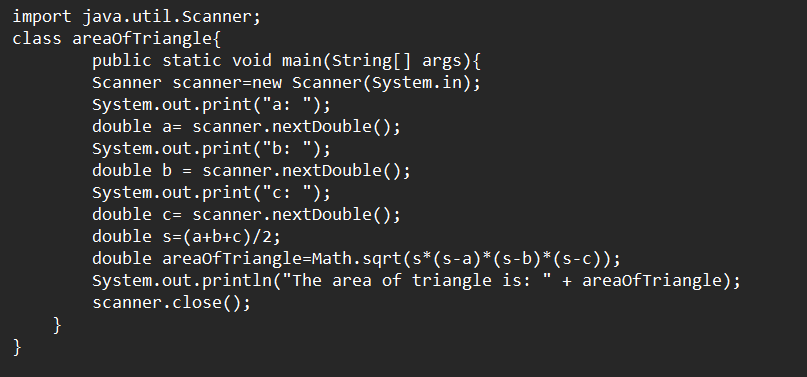 import java.util.Scanner;
class areaOfTriangle{
        public static void main(String[] args){
        Scanner scanner=new Scanner(System.in);
        System.out.print("a: ");
        double a= scanner.nextDouble();
        System.out.print("b: ");
        double b = scanner.nextDouble();
        System.out.print("c: ");
        double c= scanner.nextDouble();
        double s=(a+b+c)/2;
        double areaOfTriangle=Math.sqrt(s*(s-a)*(s-b)*(s-c));
        System.out.println("The area of triangle is: " + areaOfTriangle);
        scanner.close();
    }
}